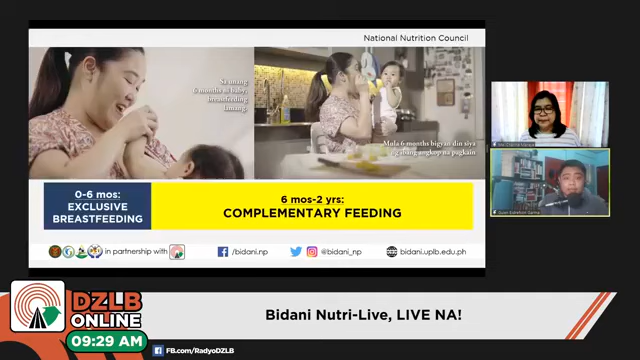 National Nutrition Council
Sa unang
6 months ni baby,
breastfeeding
lamang.
Mula 6 months bigyan din siya
ng ibang angkop na pagkain
0-6 mos:
EXCLUSIVE
BREASTFEEDING
6 mos-2 yrs:
COMPLEMENTARY FEEDING
in partnership with
/bidani.np
@bidani_np
bidani.uplb.edu.ph
DZLB
ONLINE
09:29 AM
Bidani Nutri-Live, LIVE NA!
FB.com/RadyoDZLB